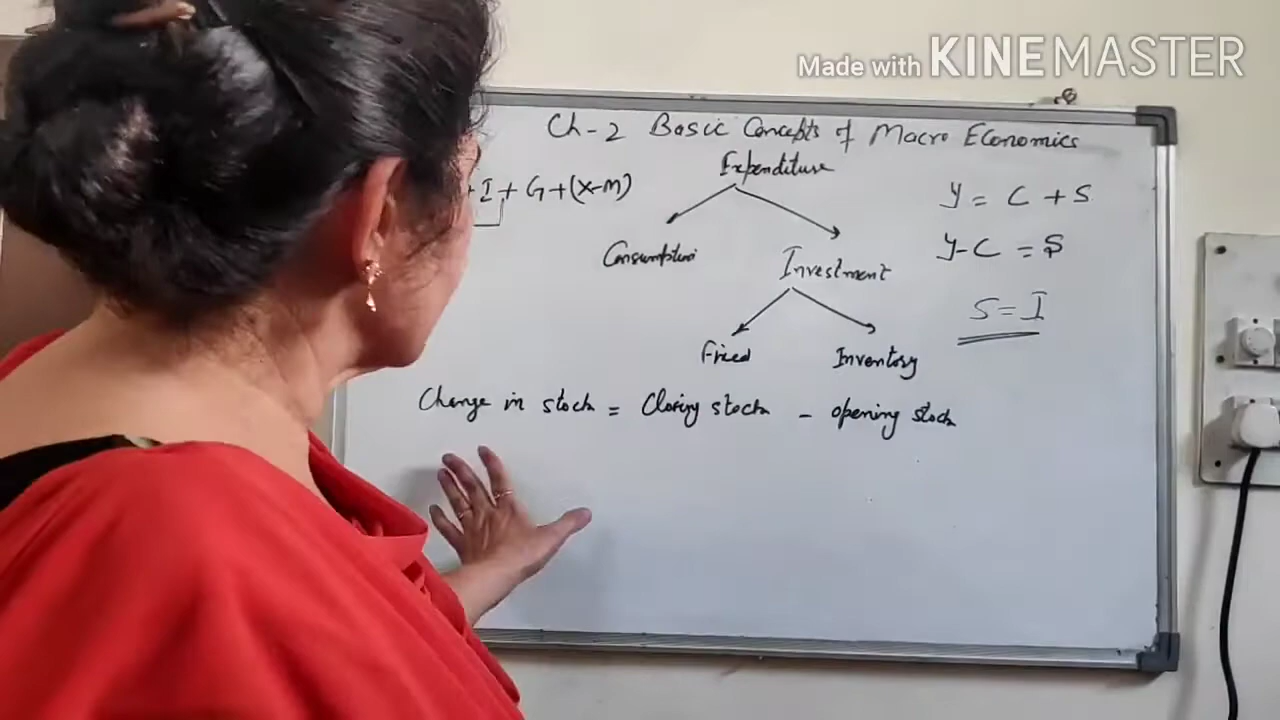 Made with KINEMASTER
Ch-2 Basic Concepts of Macro Economics
Expenditure
+ I + G + (X-M)
Y = C + S
Consumption
Y-C = S
Investment
S = I
Fixed Inventory
Change in stock = Closing stock - opening stock